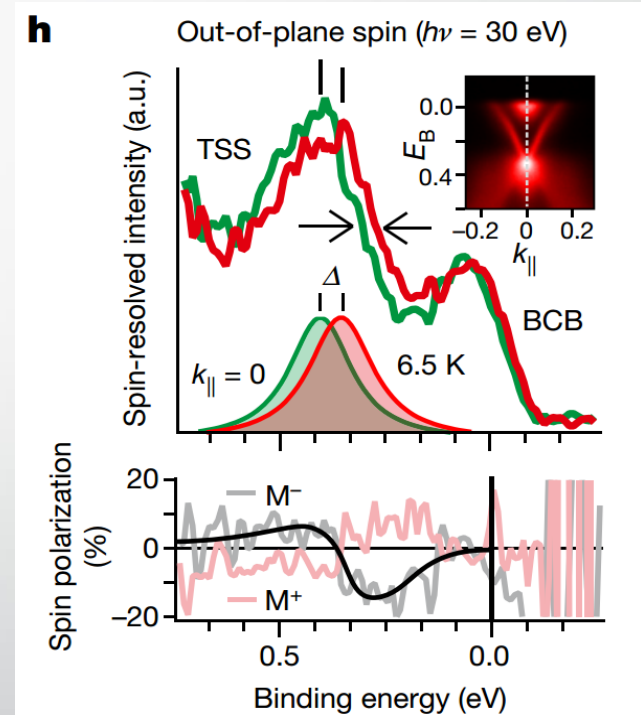 h
Out-of-plane spin (hν = 30 eV)
Spin-resolved intensity (a.u.)
TSS
E_B
0.0
0.4
−0.2 0 0.2
k_||
Δ
k_|| = 0
6.5 K
BCB
Spin polarization
(%)
20
0
−20
M⁻
M⁺
0.5 0.0
Binding energy (eV)